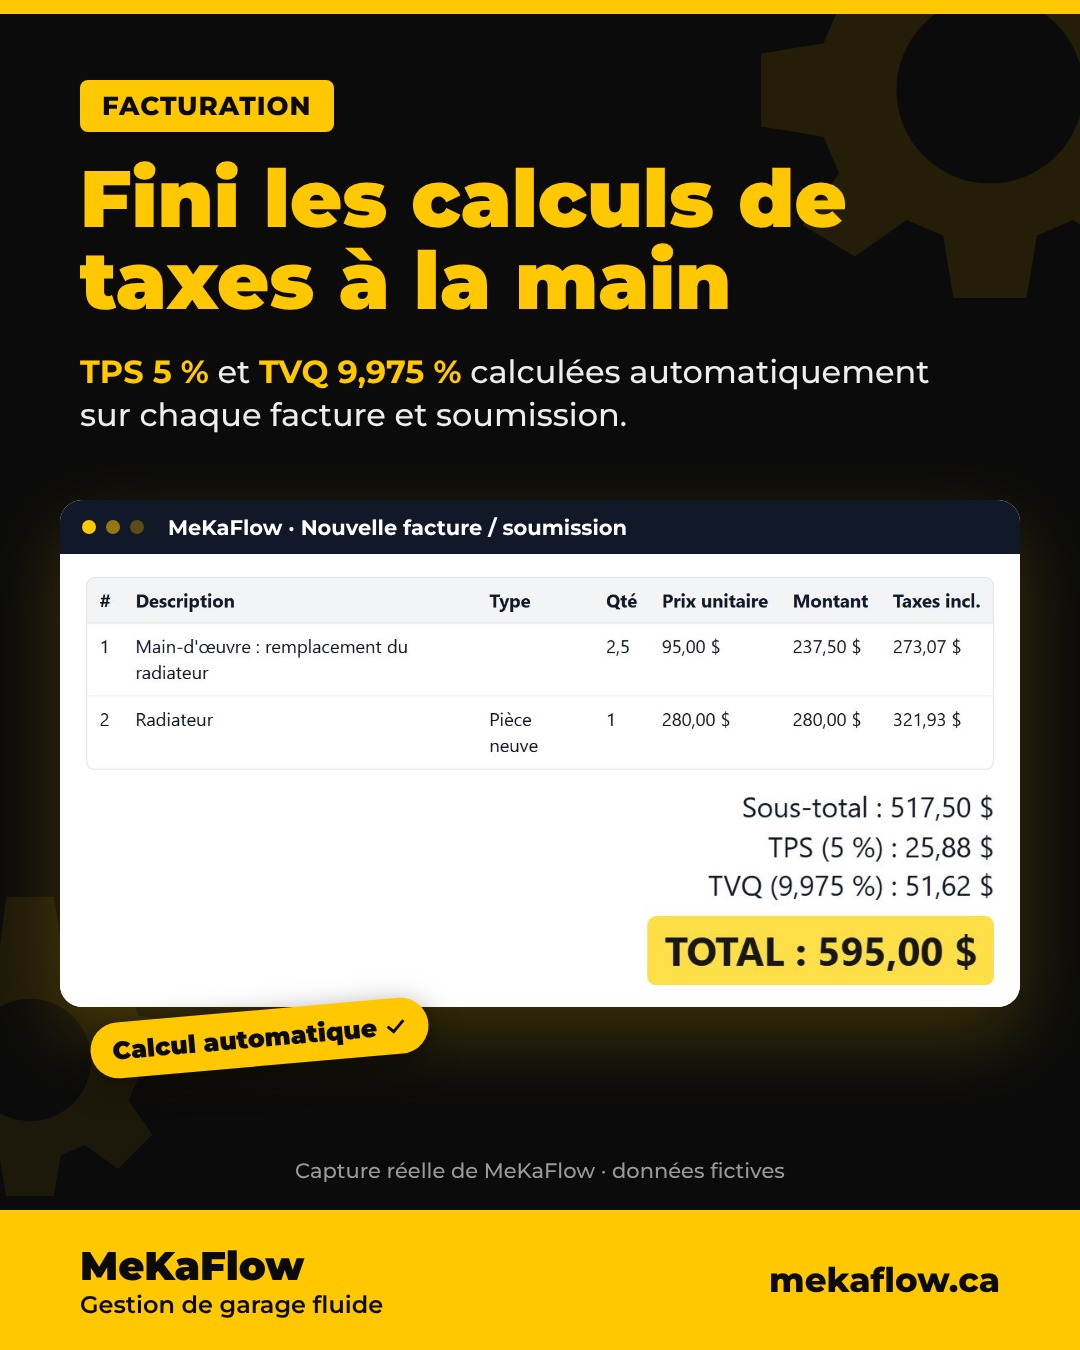 FACTURATION
Fini les calculs de
taxes à la main
TPS 5 % et TVQ 9,975 % calculées automatiquement
sur chaque facture et soumission.
MeKaFlow · Nouvelle facture / soumission
# Description Type Qté Prix unitaire Montant Taxes incl.
1 Main-d'œuvre : remplacement du 2,5 95,00 $ 237,50 $ 273,07 $
radiateur
2 Radiateur Pièce 1 280,00 $ 280,00 $ 321,93 $
neuve
Sous-total : 517,50 $
TPS (5 %) : 25,88 $
TVQ (9,975 %) : 51,62 $
TOTAL : 595,00 $
Calcul automatique ✓
Capture réelle de MeKaFlow · données fictives
MeKaFlow
Gestion de garage fluide
mekaflow.ca